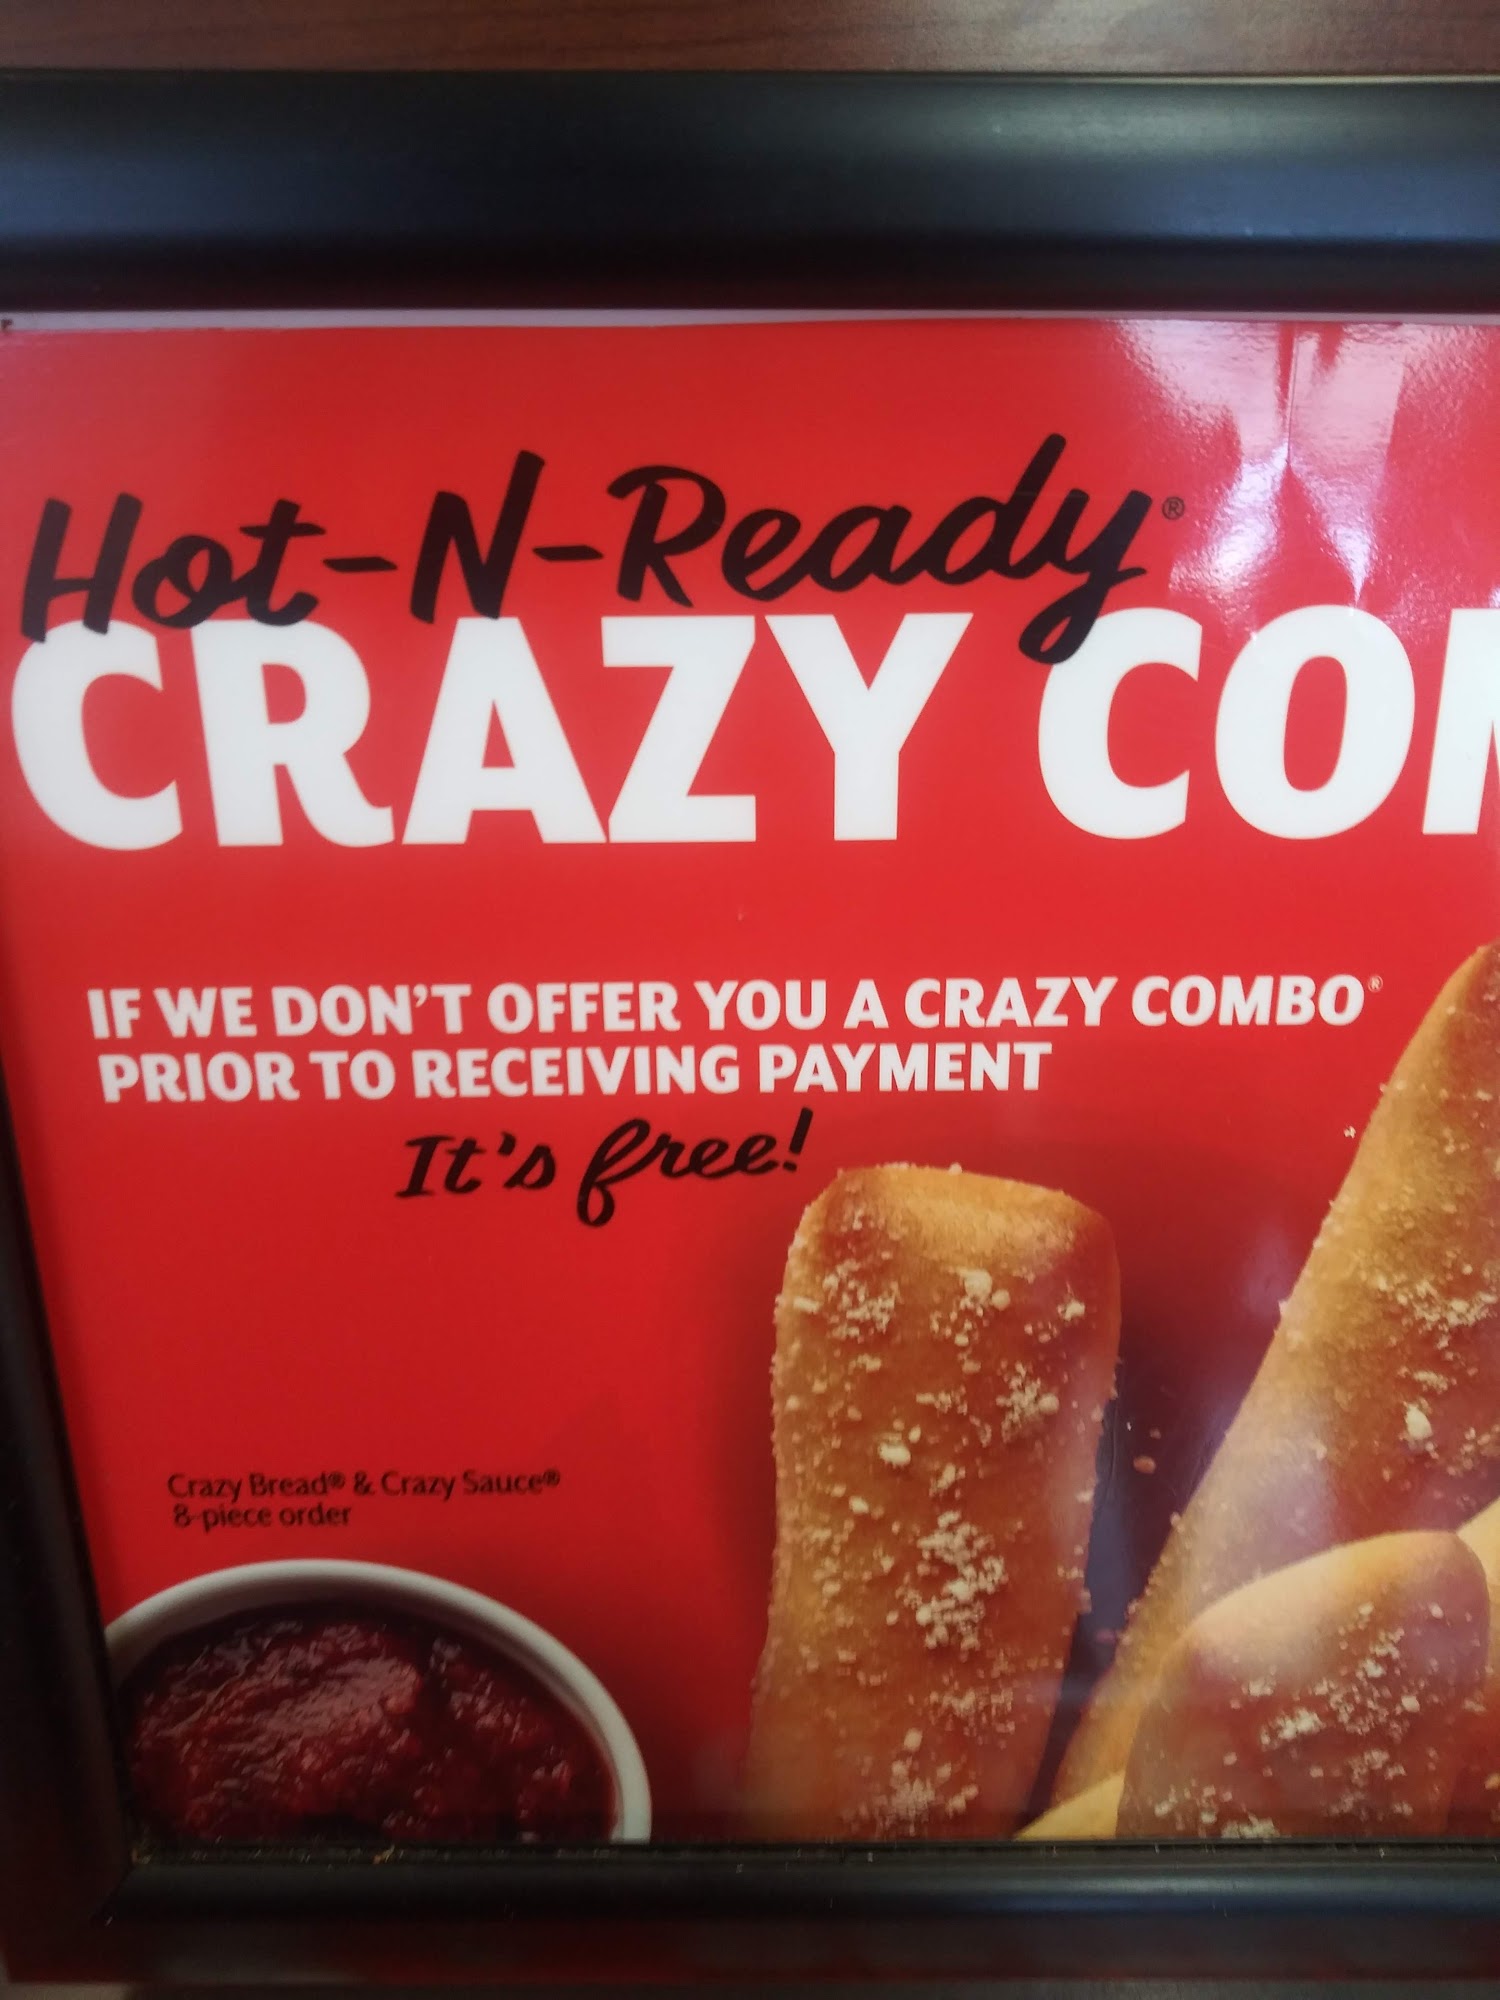 Hot-N-Ready®
CRAZY COM
IF WE DON'T OFFER YOU A CRAZY COMBO®
PRIOR TO RECEIVING PAYMENT
It's free!
Crazy Bread® & Crazy Sauce®
8-piece order